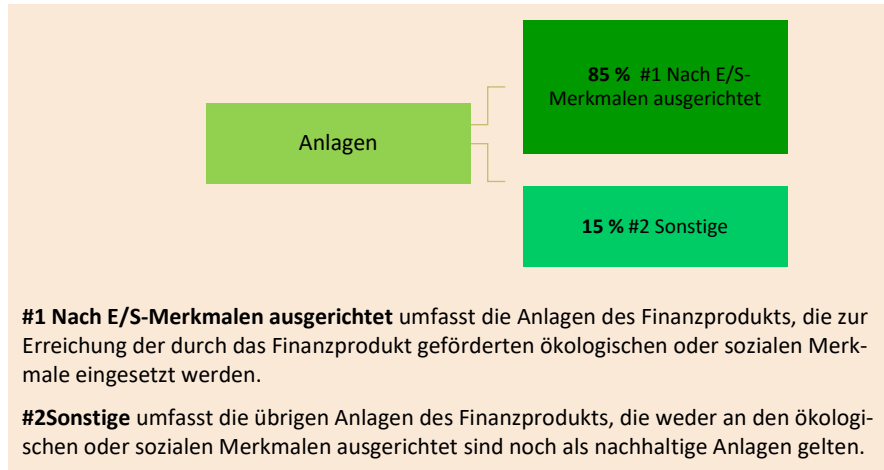 85 % #1 Nach E/S-
Merkmalen ausgerichtet
Anlagen
15 % #2 Sonstige
#1 Nach E/S-Merkmalen ausgerichtet umfasst die Anlagen des Finanzprodukts, die zur
Erreichung der durch das Finanzprodukt geförderten ökologischen oder sozialen Merk-
male eingesetzt werden.
#2Sonstige umfasst die übrigen Anlagen des Finanzprodukts, die weder an den ökologi-
schen oder sozialen Merkmalen ausgerichtet sind noch als nachhaltige Anlagen gelten.